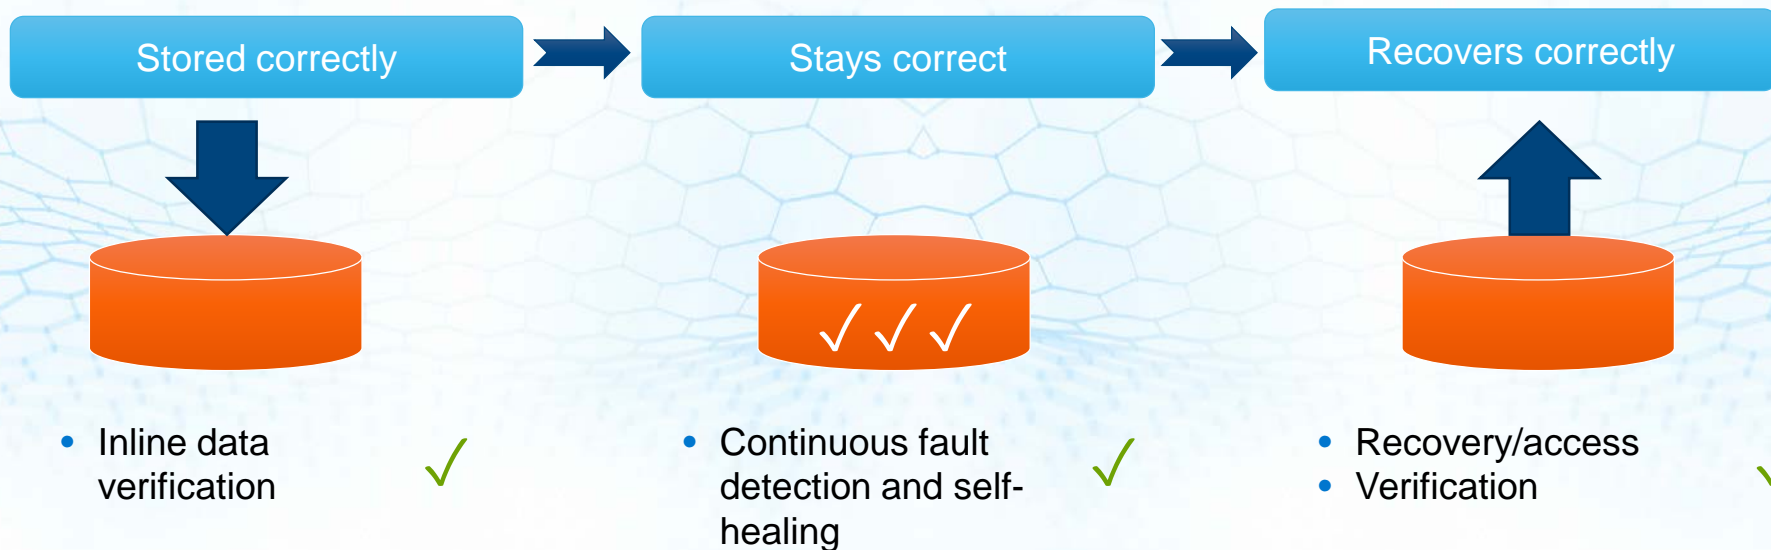 Stored correctly
Stays correct
Recovers correctly
✓ ✓ ✓
• Inline data
verification
✓
• Continuous fault
detection and self-
healing
✓
• Recovery/access
• Verification
✓